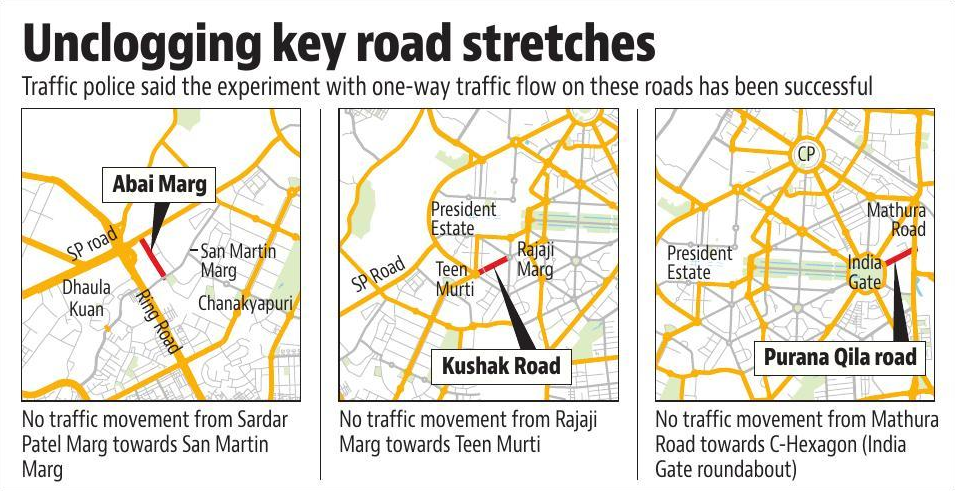 Unclogging key road stretches
Traffic police said the experiment with one-way traffic flow on these roads has been successful
Abai Marg
SP road
San Martin
Marg
Dhaula
Kuan
Ring Road
Chanakyapuri
No traffic movement from Sardar
Patel Marg towards San Martin
Marg
President
Estate
SP Road
Teen
Murti
Rajaji
Marg
Kushak Road
No traffic movement from Rajaji
Marg towards Teen Murti
CP
Mathura
Road
President
Estate
India
Gate
Purana Qila road
No traffic movement from Mathura
Road towards C-Hexagon (India
Gate roundabout)